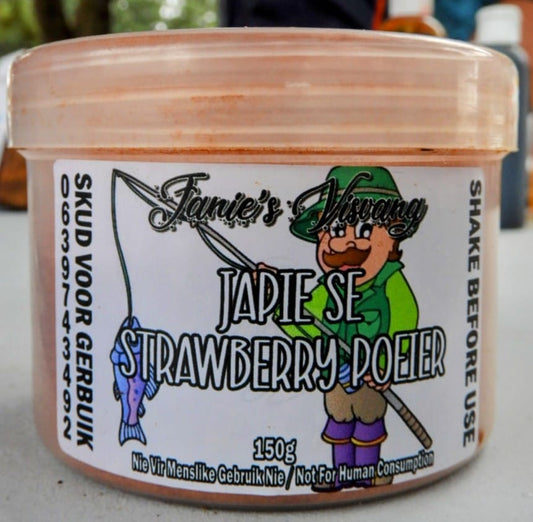 SKUD VOOR GERBUIK
0639743492
Janie's Visvang
JAPIE SE
STRAWBERRY POEIER
150g
Nie Vir Menslike Gebruik Nie / Not For Human Consumption
SHAKE BEFORE USE